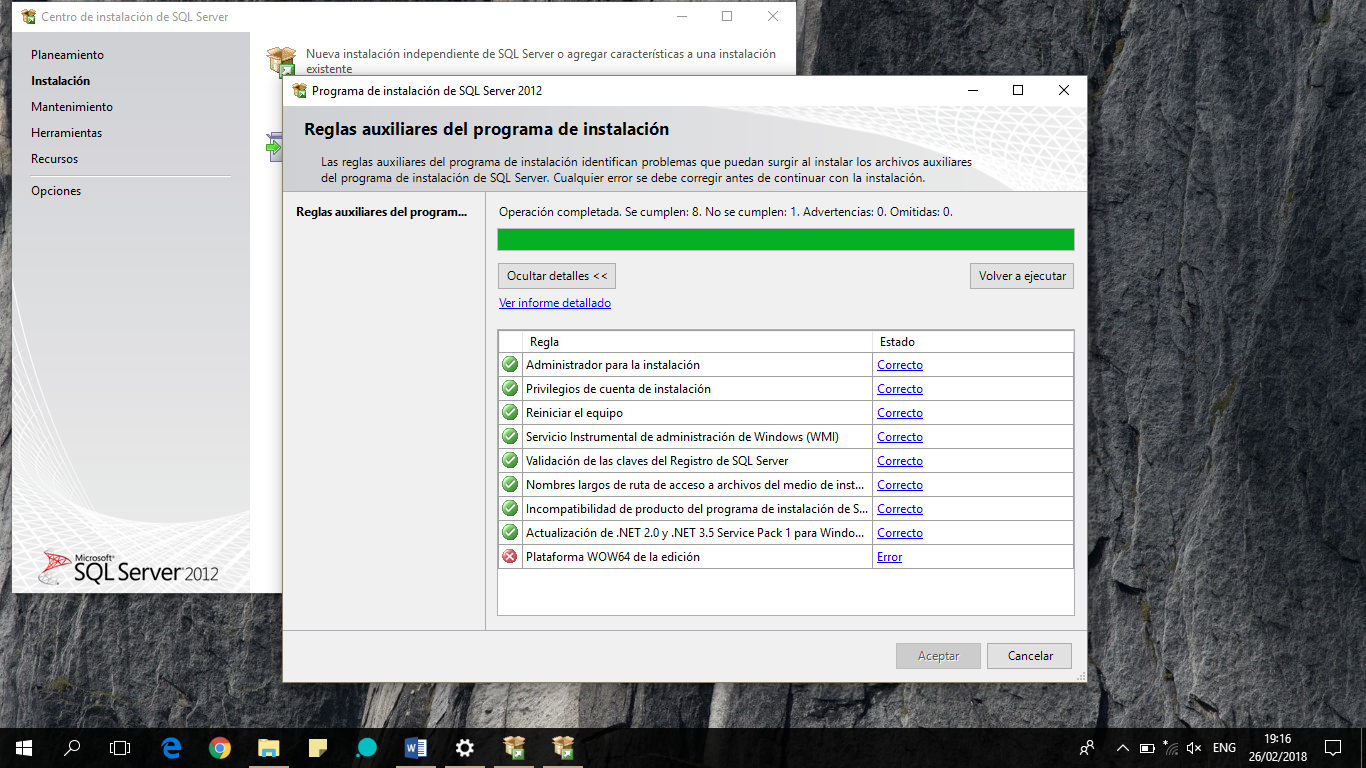 Centro de instalación de SQL Server
Planeamiento
Instalación
Mantenimiento
Herramientas
Recursos
Opciones
Nueva instalación independiente de SQL Server o agregar características a una instalación
existente
Microsoft®
SQL Server® 2012
Programa de instalación de SQL Server 2012
Reglas auxiliares del programa de instalación
Las reglas auxiliares del programa de instalación identifican problemas que puedan surgir al instalar los archivos auxiliares
del programa de instalación de SQL Server. Cualquier error se debe corregir antes de continuar con la instalación.
Reglas auxiliares del program...
Operación completada. Se cumplen: 8. No se cumplen: 1. Advertencias: 0. Omitidas: 0.
Ocultar detalles <<
Volver a ejecutar
Ver informe detallado
Regla Estado
Administrador para la instalación Correcto
Privilegios de cuenta de instalación Correcto
Reiniciar el equipo Correcto
Servicio Instrumental de administración de Windows (WMI) Correcto
Validación de las claves del Registro de SQL Server Correcto
Nombres largos de ruta de acceso a archivos del medio de inst... Correcto
Incompatibilidad de producto del programa de instalación de S... Correcto
Actualización de .NET 2.0 y .NET 3.5 Service Pack 1 para Windo... Correcto
Plataforma WOW64 de la edición Error
Aceptar
Cancelar
ENG
19:16
26/02/2018